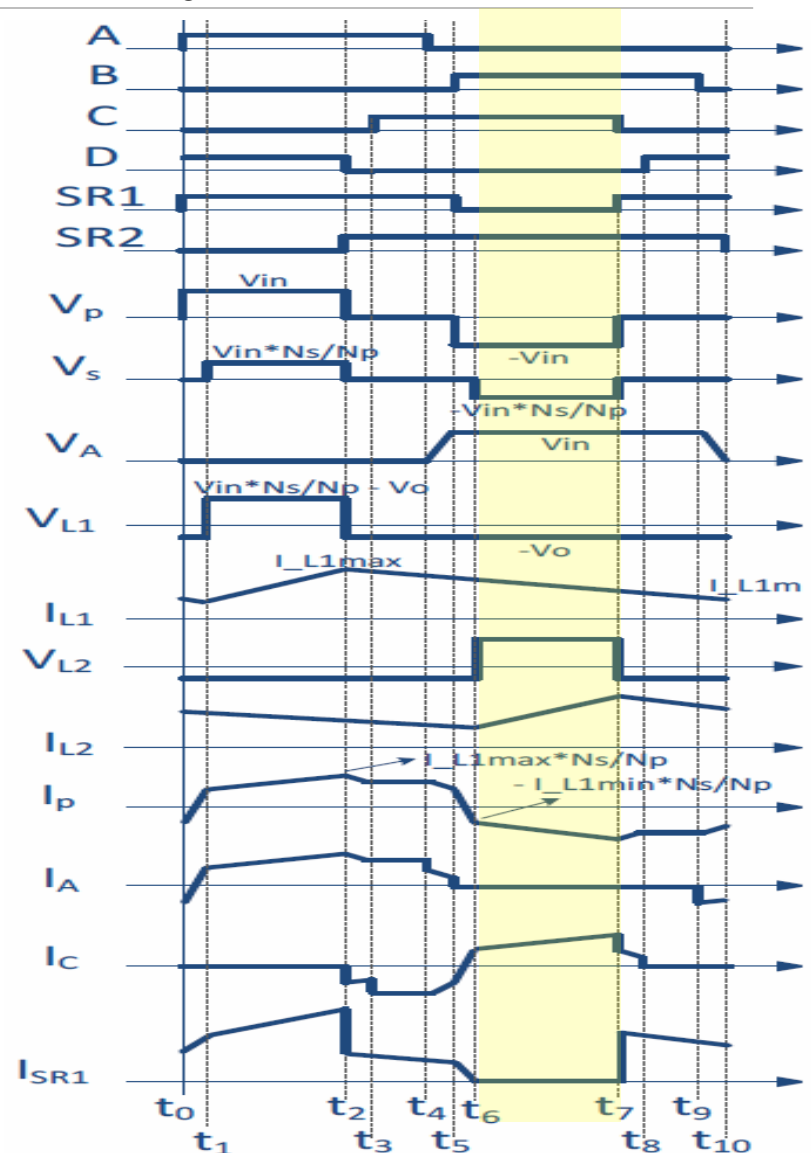 A
B
C
D
SR1
SR2
Vin
Vp
Vin*Ns/Np
Vs
-Vin
-Vin*Ns/Np
VA
Vin
Vin*Ns/Np - Vo
VL1
-Vo
I_L1max
I_L1m
IL1
VL2
IL2
I_L1max*Ns/Np
Ip
- I_L1min*Ns/Np
IA
IC
ISR1
t0 t2 t4 t6 t7 t9
t1 t3 t5 t8 t10